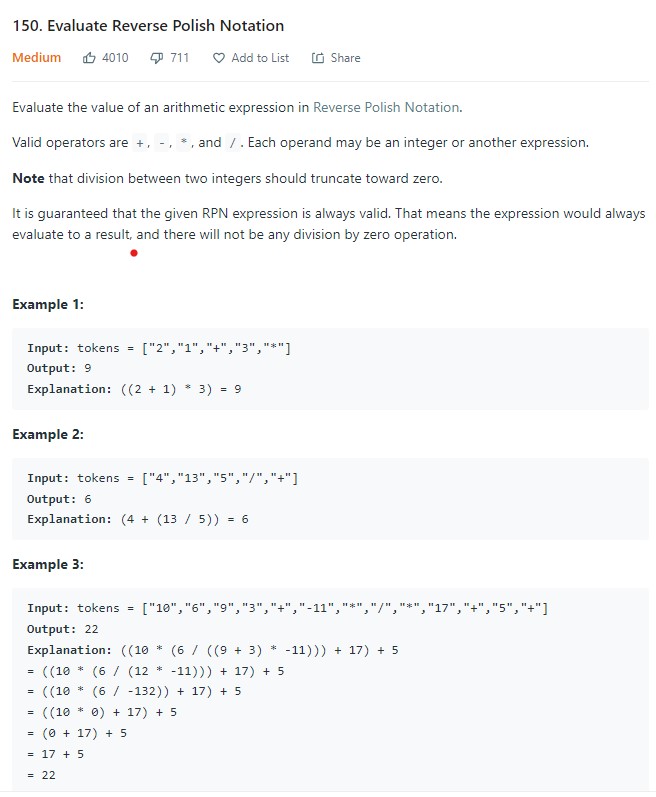 150. Evaluate Reverse Polish Notation
Medium 4010 711 Add to List Share
Evaluate the value of an arithmetic expression in Reverse Polish Notation.
Valid operators are +, -, *, and /. Each operand may be an integer or another expression.
Note that division between two integers should truncate toward zero.
It is guaranteed that the given RPN expression is always valid. That means the expression would always
evaluate to a result, and there will not be any division by zero operation.
Example 1:
Input: tokens = ["2","1","+","3","*"]
Output: 9
Explanation: ((2 + 1) * 3) = 9
Example 2:
Input: tokens = ["4","13","5","/","+"]
Output: 6
Explanation: (4 + (13 / 5)) = 6
Example 3:
Input: tokens = ["10","6","9","3","+","-11","*","/","*","17","+","5","+"]
Output: 22
Explanation: ((10 * (6 / ((9 + 3) * -11))) + 17) + 5
= ((10 * (6 / (12 * -11))) + 17) + 5
= ((10 * (6 / -132)) + 17) + 5
= ((10 * 0) + 17) + 5
= (0 + 17) + 5
= 17 + 5
= 22